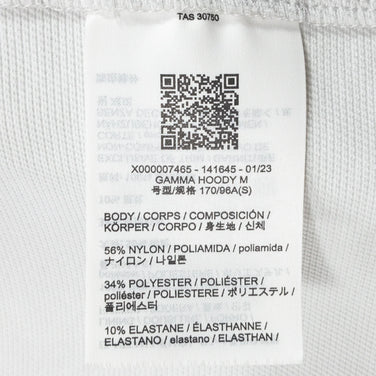 TAS 30750
X000007465 - 141645 - 01/23
GAMMA HOODY M
号型/规格 170/96A(S)
BODY / CORPS / COMPOSICIÓN /
KÖRPER / CORPO / 身生地 / 신체
56% NYLON / POLIAMIDA / poliamida /
ナイロン / 나일론
34% POLYESTER / POLIÉSTER /
poliéster / POLIESTERE / ポリエステル /
폴리에스터
10% ELASTANE / ÉLASTHANNE /
ELASTANO / elastano / ELASTHAN /